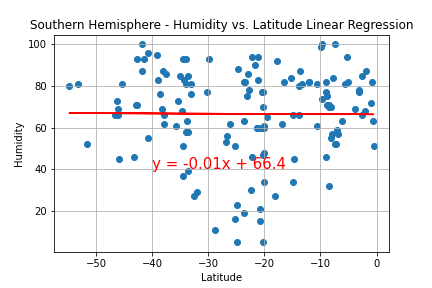 Southern Hemisphere - Humidity vs. Latitude Linear Regression
100
80
60
40
20
Humidity
y = -0.01x + 66.4
−50
−40
−30
−20
−10
0
Latitude